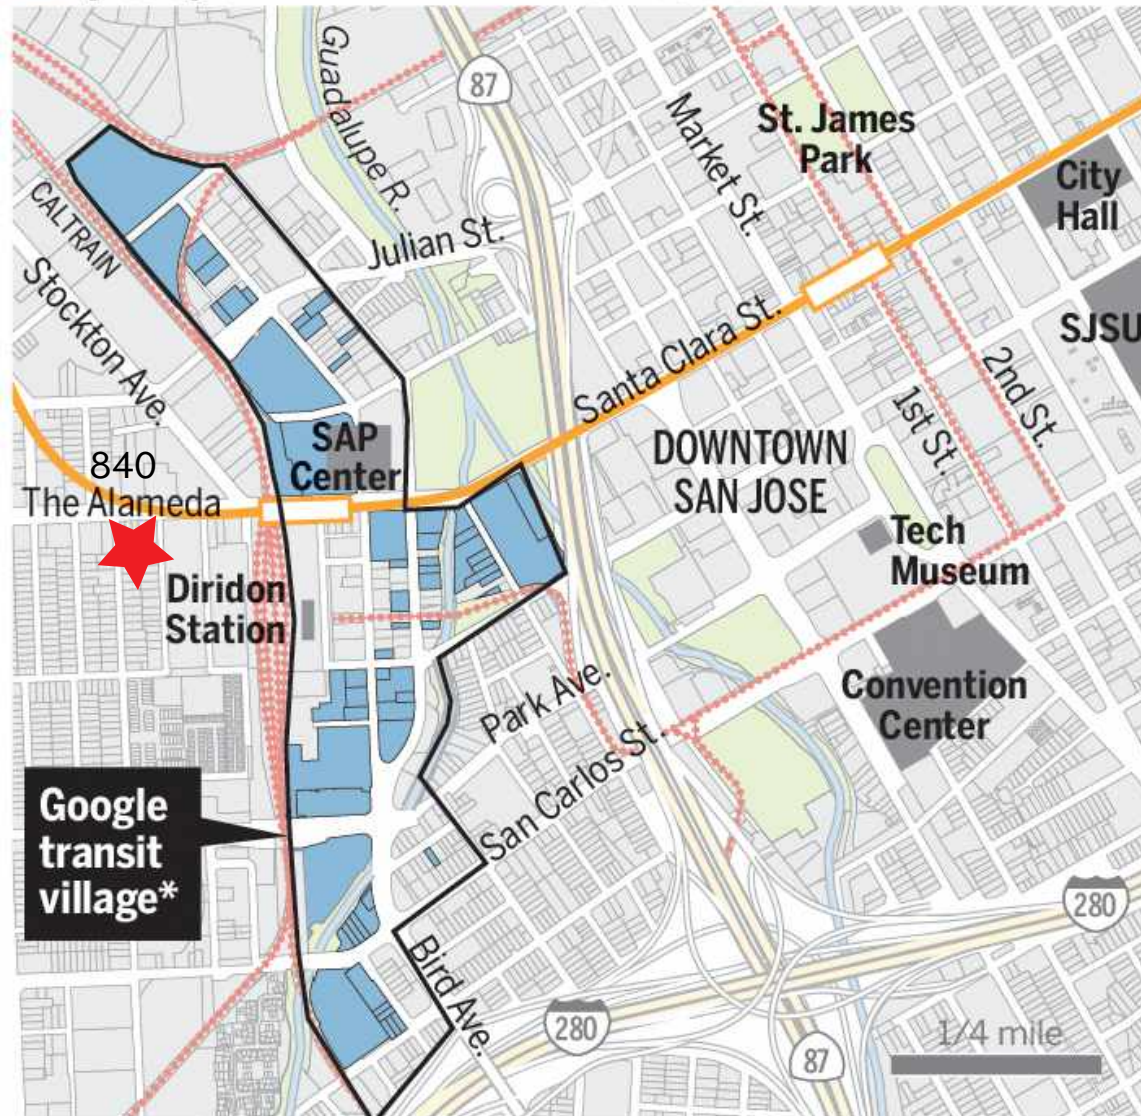 87
Guadalupe R.
Market St.
St. James
Park
City
Hall
CALTRAIN
Julian St.
Stockton Ave.
Santa Clara St.
SJSU
2nd St.
1st St.
SAP
Center
840
The Alameda
DOWNTOWN
SAN JOSE
Tech
Museum
Diridon
Station
Park Ave.
Convention
Center
San Carlos St.
Google
transit
village*
280
Bird Ave.
280
1/4 mile
87